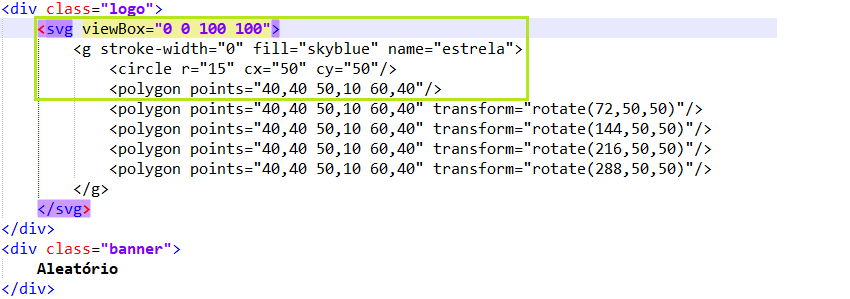 <div class="logo">
<svg viewBox="0 0 100 100">
<g stroke-width="0" fill="skyblue" name="estrela">
<circle r="15" cx="50" cy="50"/>
<polygon points="40,40 50,10 60,40"/>
<polygon points="40,40 50,10 60,40" transform="rotate(72,50,50)"/>
<polygon points="40,40 50,10 60,40" transform="rotate(144,50,50)"/>
<polygon points="40,40 50,10 60,40" transform="rotate(216,50,50)"/>
<polygon points="40,40 50,10 60,40" transform="rotate(288,50,50)"/>
</g>
</svg>
</div>
<div class="banner">
Aleatório
</div>